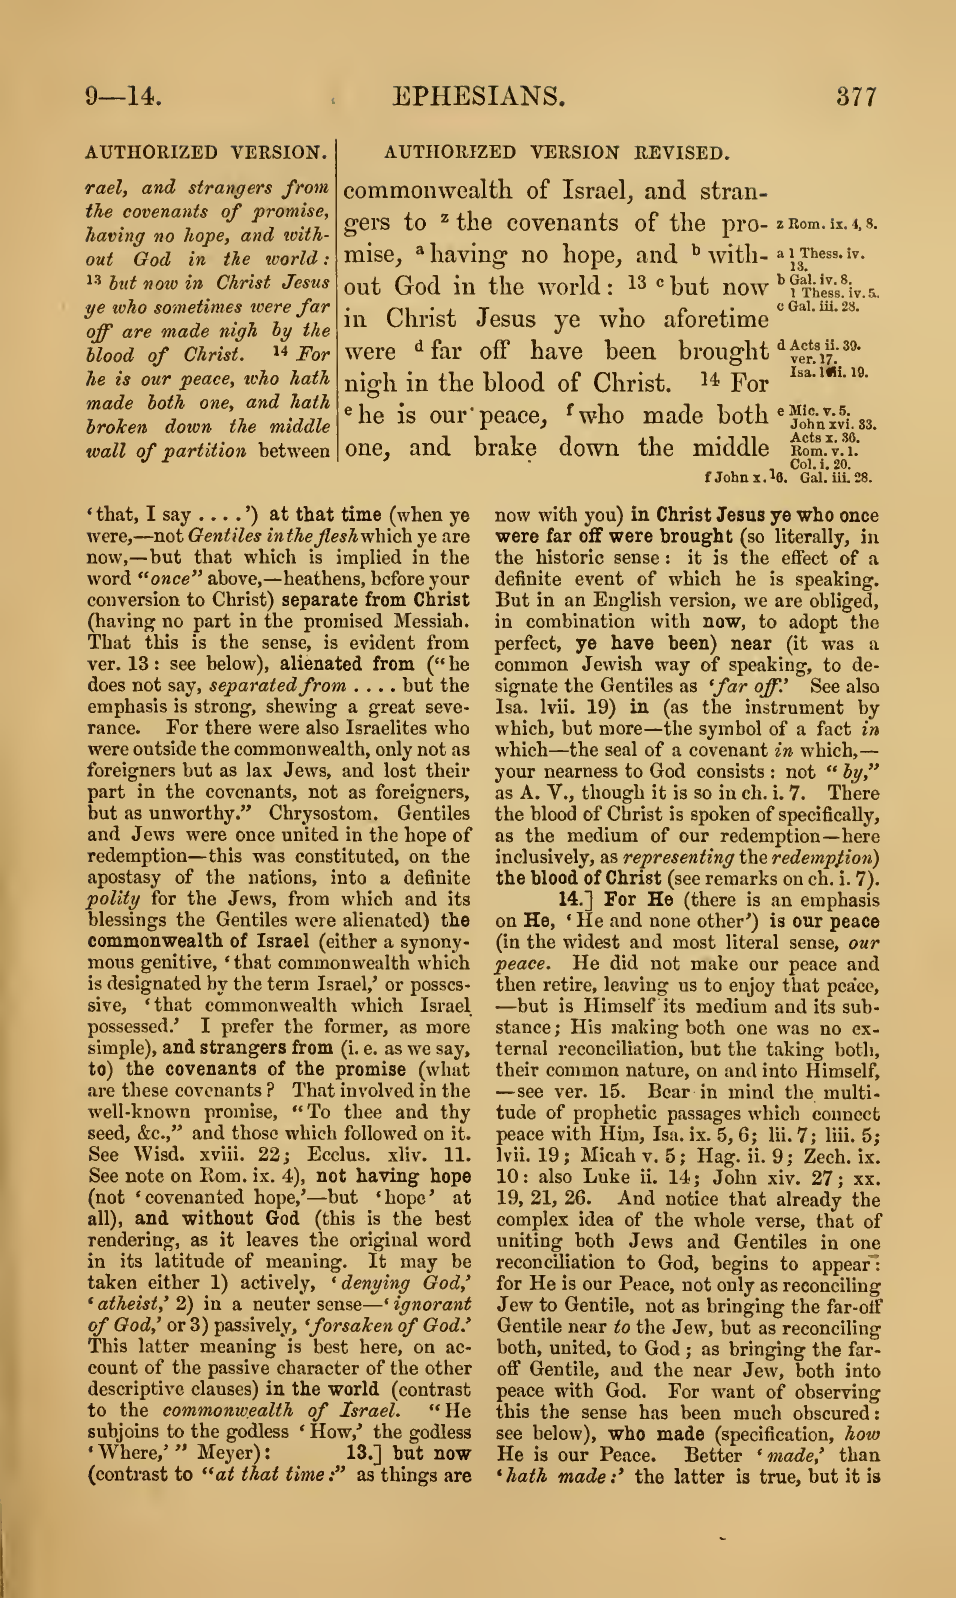 9—14.
EPHESIANS.
377
AUTHORIZED VERSION.
rael, and strangers from
the covenants of promise,
having no hope, and with-
out God in the world :
13 but now in Christ Jesus
ye who sometimes were far
off are made nigh by the
blood of Christ. 14 For
he is our peace, who hath
made both one, and hath
broken down the middle
wall of partition between
AUTHORIZED VERSION REVISED.
commonwealth of Israel, and stran-
gers to z the covenants of the pro-
mise, a having no hope, and b with-
out God in the world : 13 c but now
in Christ Jesus ye who aforetime
were d far off have been brought
nigh in the blood of Christ. 14 For
e he is our peace, f who made both
one, and brake down the middle
z Rom. ix. 4, 8.
a 1 Thess. iv.
13.
b Gal. iv. 8.
1 Thess. iv. 5.
c Gal. iii. 28.
d Acts ii. 39.
ver. 17.
Isa. 19.
e Mic. v. 5.
John xvi. 33.
Acts x. 36.
Rom. v. 1.
Col. i. 20.
f John x. 16. Gal. iii. 28.
‘that, I say . . . .’) at that time (when ye
were,—not Gentiles in the flesh which ye are
now,—but that which is implied in the
word “once” above,—heathens, before your
conversion to Christ) separate from Christ
(having no part in the promised Messiah.
That this is the sense, is evident from
ver. 13 : see below), alienated from (“he
does not say, separated from . . . . but the
emphasis is strong, shewing a great seve-
rance. For there were also Israelites who
were outside the commonwealth, only not as
foreigners but as lax Jews, and lost their
part in the covenants, not as foreigners,
but as unworthy.” Chrysostom. Gentiles
and Jews were once united in the hope of
redemption—this was constituted, on the
apostasy of the nations, into a definite
polity for the Jews, from which and its
blessings the Gentiles were alienated) the
commonwealth of Israel (either a synony-
mous genitive, ‘that commonwealth which
is designated by the term Israel,’ or posses-
sive, ‘that commonwealth which Israel
possessed.’ I prefer the former, as more
simple), and strangers from (i. e. as we say,
to) the covenants of the promise (what
are these covenants ? That involved in the
well-known promise, “To thee and thy
seed, &c.,” and those which followed on it.
See Wisd. xviii. 22; Ecclus. xliv. 11.
See note on Rom. ix. 4), not having hope
(not ‘covenanted hope,’—but ‘hope’ at
all), and without God (this is the best
rendering, as it leaves the original word
in its latitude of meaning. It may be
taken either 1) actively, ‘denying God,’
‘atheist,’ 2) in a neuter sense—‘ignorant
of God,’ or 3) passively, ‘forsaken of God.’
This latter meaning is best here, on ac-
count of the passive character of the other
descriptive clauses) in the world (contrast
to the commonwealth of Israel. “He
subjoins to the godless ‘How,’ the godless
‘Where,’ ” Meyer): 13.] but now
(contrast to “at that time :” as things are
now with you) in Christ Jesus ye who once
were far off were brought (so literally, in
the historic sense : it is the effect of a
definite event of which he is speaking.
But in an English version, we are obliged,
in combination with now, to adopt the
perfect, ye have been) near (it was a
common Jewish way of speaking, to de-
signate the Gentiles as ‘far off.’ See also
Isa. lvii. 19) in (as the instrument by
which, but more—the symbol of a fact in
which—the seal of a covenant in which,—
your nearness to God consists : not “ by,”
as A. V., though it is so in ch. i. 7. There
the blood of Christ is spoken of specifically,
as the medium of our redemption—here
inclusively, as representing the redemption)
the blood of Christ (see remarks on ch. i. 7).
14.] For He (there is an emphasis
on He, ‘He and none other’) is our peace
(in the widest and most literal sense, our
peace. He did not make our peace and
then retire, leaving us to enjoy that peace,
—but is Himself its medium and its sub-
stance; His making both one was no ex-
ternal reconciliation, but the taking both,
their common nature, on and into Himself,
—see ver. 15. Bear in mind the multi-
tude of prophetic passages which connect
peace with Him, Isa. ix. 5, 6; lii. 7; liii. 5;
lvii. 19; Micah v. 5; Hag. ii. 9; Zech. ix.
10: also Luke ii. 14; John xiv. 27; xx.
19, 21, 26. And notice that already the
complex idea of the whole verse, that of
uniting both Jews and Gentiles in one
reconciliation to God, begins to appear :
for He is our Peace, not only as reconciling
Jew to Gentile, not as bringing the far-off
Gentile near to the Jew, but as reconciling
both, united, to God ; as bringing the far-
off Gentile, and the near Jew, both into
peace with God. For want of observing
this the sense has been much obscured :
see below), who made (specification, how
He is our Peace. Better ‘made,’ than
‘hath made :’ the latter is true, but it is